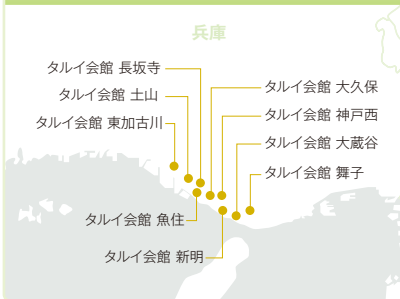 兵庫
タルイ会館 長坂寺
タルイ会館 土山
タルイ会館 東加古川
タルイ会館 大久保
タルイ会館 神戸西
タルイ会館 大蔵谷
タルイ会館 舞子
タルイ会館 魚住
タルイ会館 新明